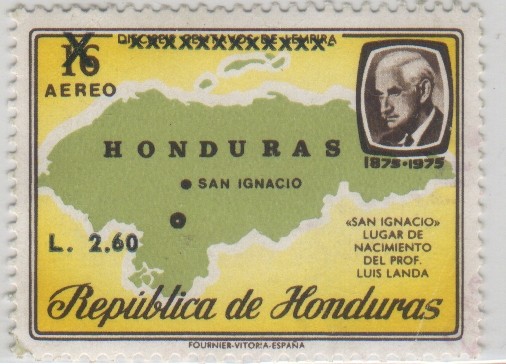 DIECISEIS CENTAVOS DE LEMPIRA
XXXXXXXXXXXXX
16
X
AEREO
HONDURAS
1875·1975
SAN IGNACIO
L. 2.60
«SAN IGNACIO»
LUGAR DE
NACIMIENTO
DEL PROF.
LUIS LANDA
República de Honduras
FOURNIER-VITORIA-ESPAÑA